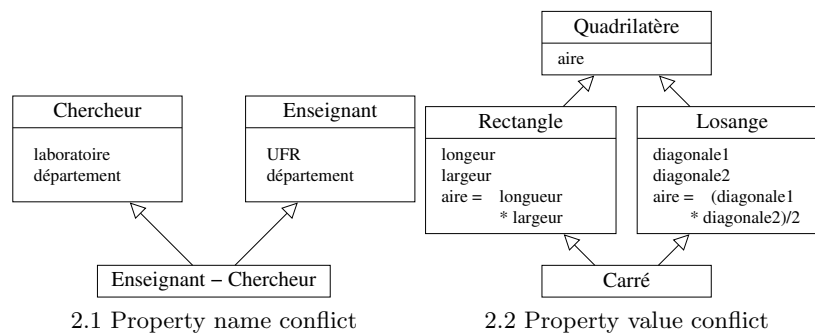 Chercheur
laboratoire
département
Enseignant
UFR
département
Enseignant – Chercheur
2.1 Property name conflict
Quadrilatère
aire
Rectangle
longeur
largeur
aire = longueur
* largeur
Losange
diagonale1
diagonale2
aire = (diagonale1
* diagonale2)/2
Carré
2.2 Property value conflict